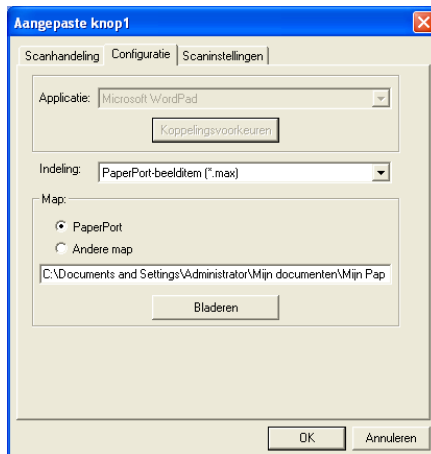 Aangepaste knop1
Scanhandeling Configuratie Scaninstellingen
Applicatie: Microsoft WordPad
Koppelingsvoorkeuren
Indeling: PaperPort-beelditem (*.max)
Map:
PaperPort
Andere map
C:\Documents and Settings\Administrator\Mijn documenten\Mijn Pap
Bladeren
OK Annuleren